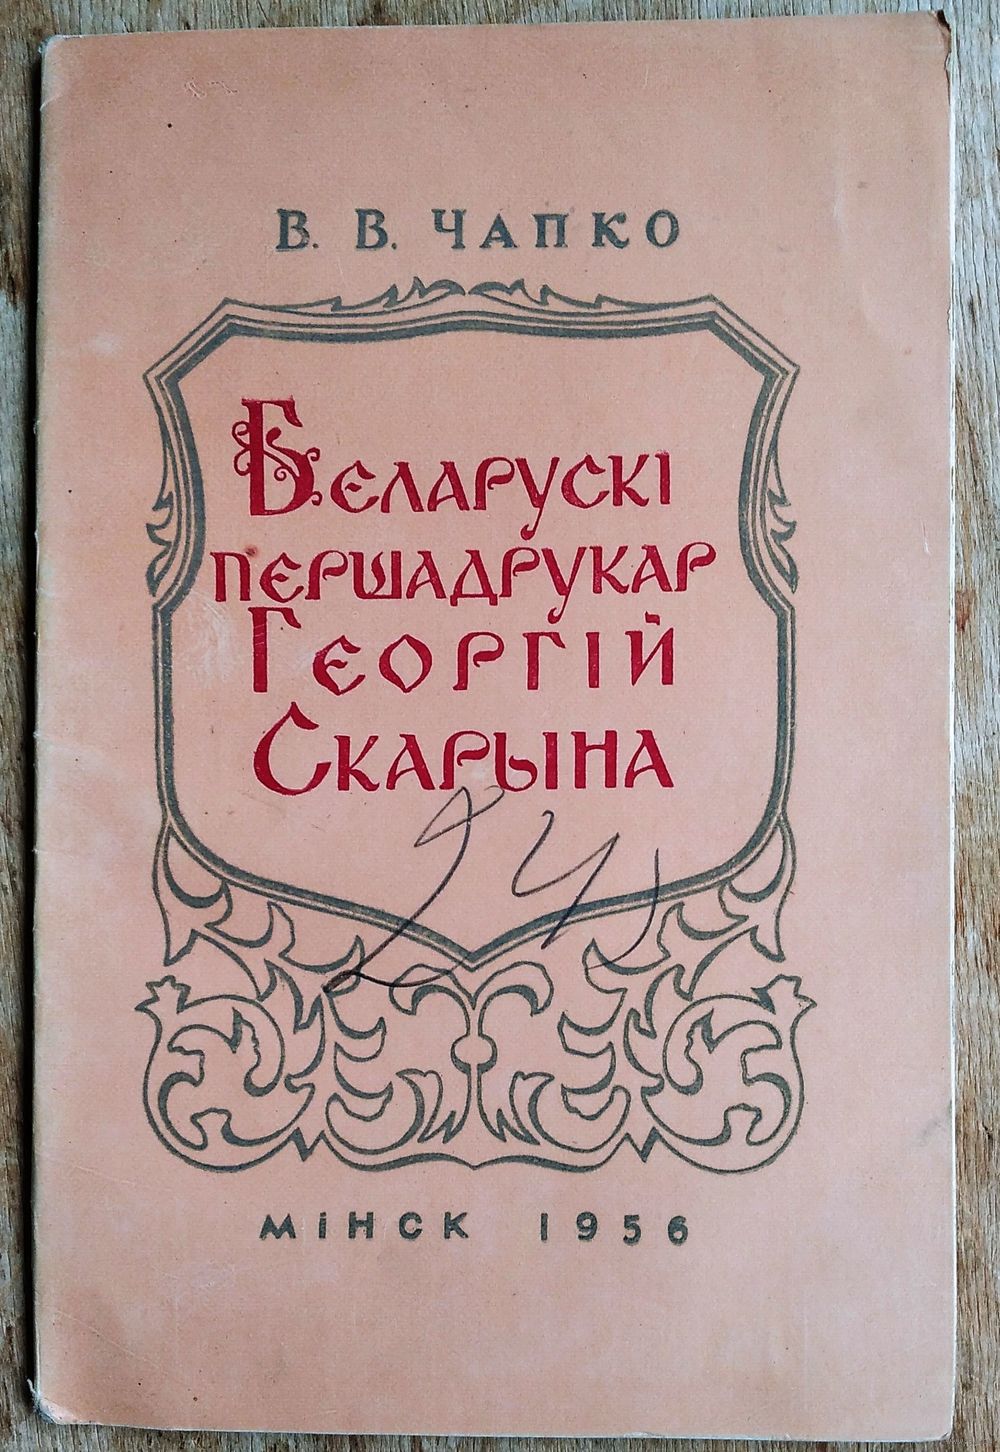 В. В. ЧАПКО
Беларускі
першадрукар
Георгій
Скарына
МІНСК 1956